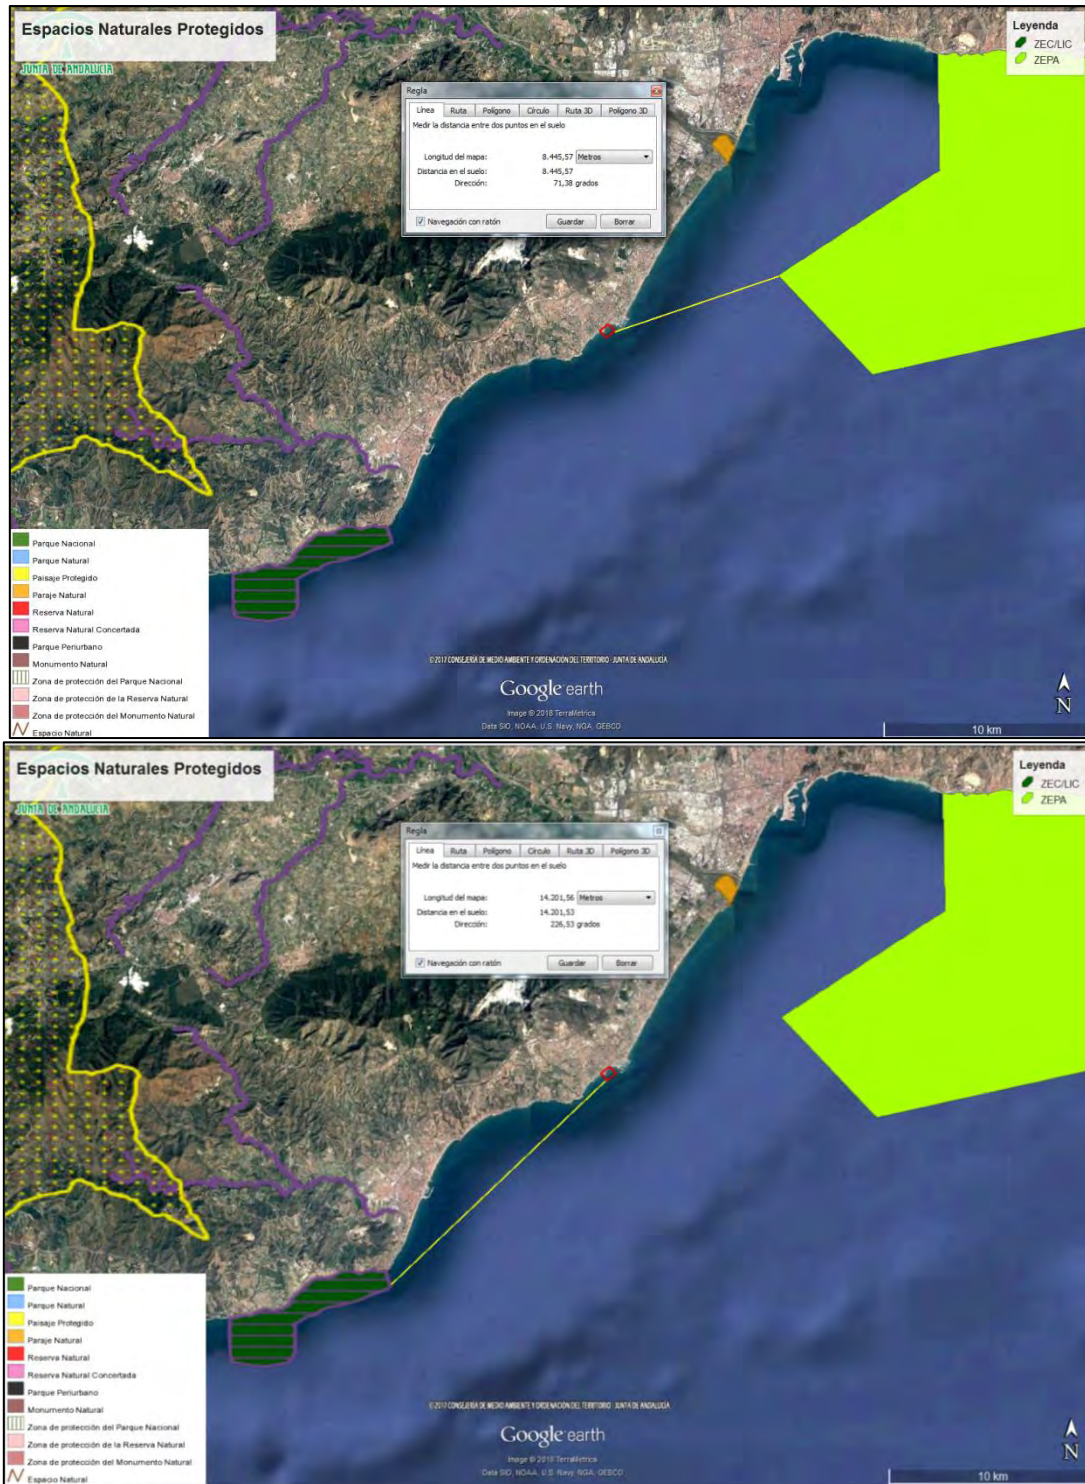 Espacios Naturales Protegidos
JUNTA DE ANDALUCIA
Leyenda
ZEC/LIC
ZEPA
Regla
Línea Ruta Polígono Círculo Ruta 3D Polígono 3D
Medir la distancia entre dos puntos en el suelo
Longitud del mapa: 8.445,57 Metros
Distancia en el suelo: 8.445,57
Dirección: 71,38 grados
Navegación con ratón Guardar Borrar
Parque Nacional
Parque Natural
Paisaje Protegido
Paraje Natural
Reserva Natural
Reserva Natural Concertada
Parque Periurbano
Monumento Natural
Zona de protección del Parque Nacional
Zona de protección de la Reserva Natural
Zona de protección del Monumento Natural
Espacio Natural
©2017 CONSEJERÍA DE MEDIO AMBIENTE Y ORDENACIÓN DEL TERRITORIO - JUNTA DE ANDALUCÍA
Google earth
Image © 2018 TerraMetrics
Data SIO, NOAA, U.S. Navy, NGA, GEBCO
N
10 km
Espacios Naturales Protegidos
JUNTA DE ANDALUCIA
Leyenda
ZEC/LIC
ZEPA
Regla
Línea Ruta Polígono Círculo Ruta 3D Polígono 3D
Medir la distancia entre dos puntos en el suelo
Longitud del mapa: 14.201,56 Metros
Distancia en el suelo: 14.201,53
Dirección: 226,53 grados
Navegación con ratón Guardar Borrar
Parque Nacional
Parque Natural
Paisaje Protegido
Paraje Natural
Reserva Natural
Reserva Natural Concertada
Parque Periurbano
Monumento Natural
Zona de protección del Parque Nacional
Zona de protección de la Reserva Natural
Zona de protección del Monumento Natural
Espacio Natural
©2017 CONSEJERÍA DE MEDIO AMBIENTE Y ORDENACIÓN DEL TERRITORIO - JUNTA DE ANDALUCÍA
Google earth
Image © 2018 TerraMetrics
Data SIO, NOAA, U.S. Navy, NGA, GEBCO
N
10 km